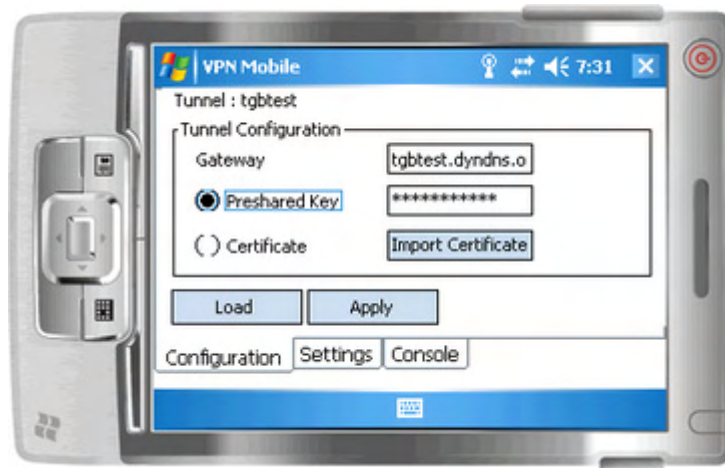 VPN Mobile 7:31
Tunnel : tgbtest
Tunnel Configuration
Gateway tgbtest.dyndns.o
Preshared Key ***********
Certificate Import Certificate
Load Apply
Configuration Settings Console